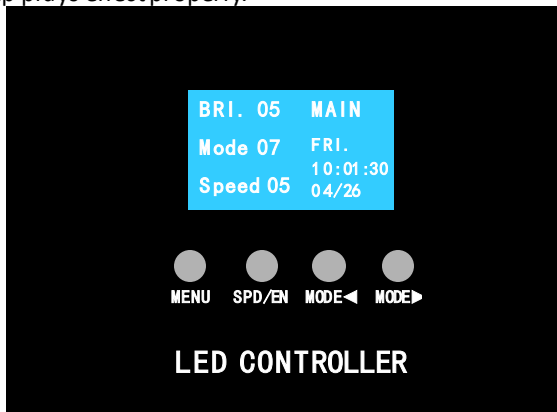 BRI. 05 MAIN
Mode 07 FRI.
10:01:30
Speed 05 04/26
MENU SPD/EN MODE◀ MODE▶
LED CONTROLLER